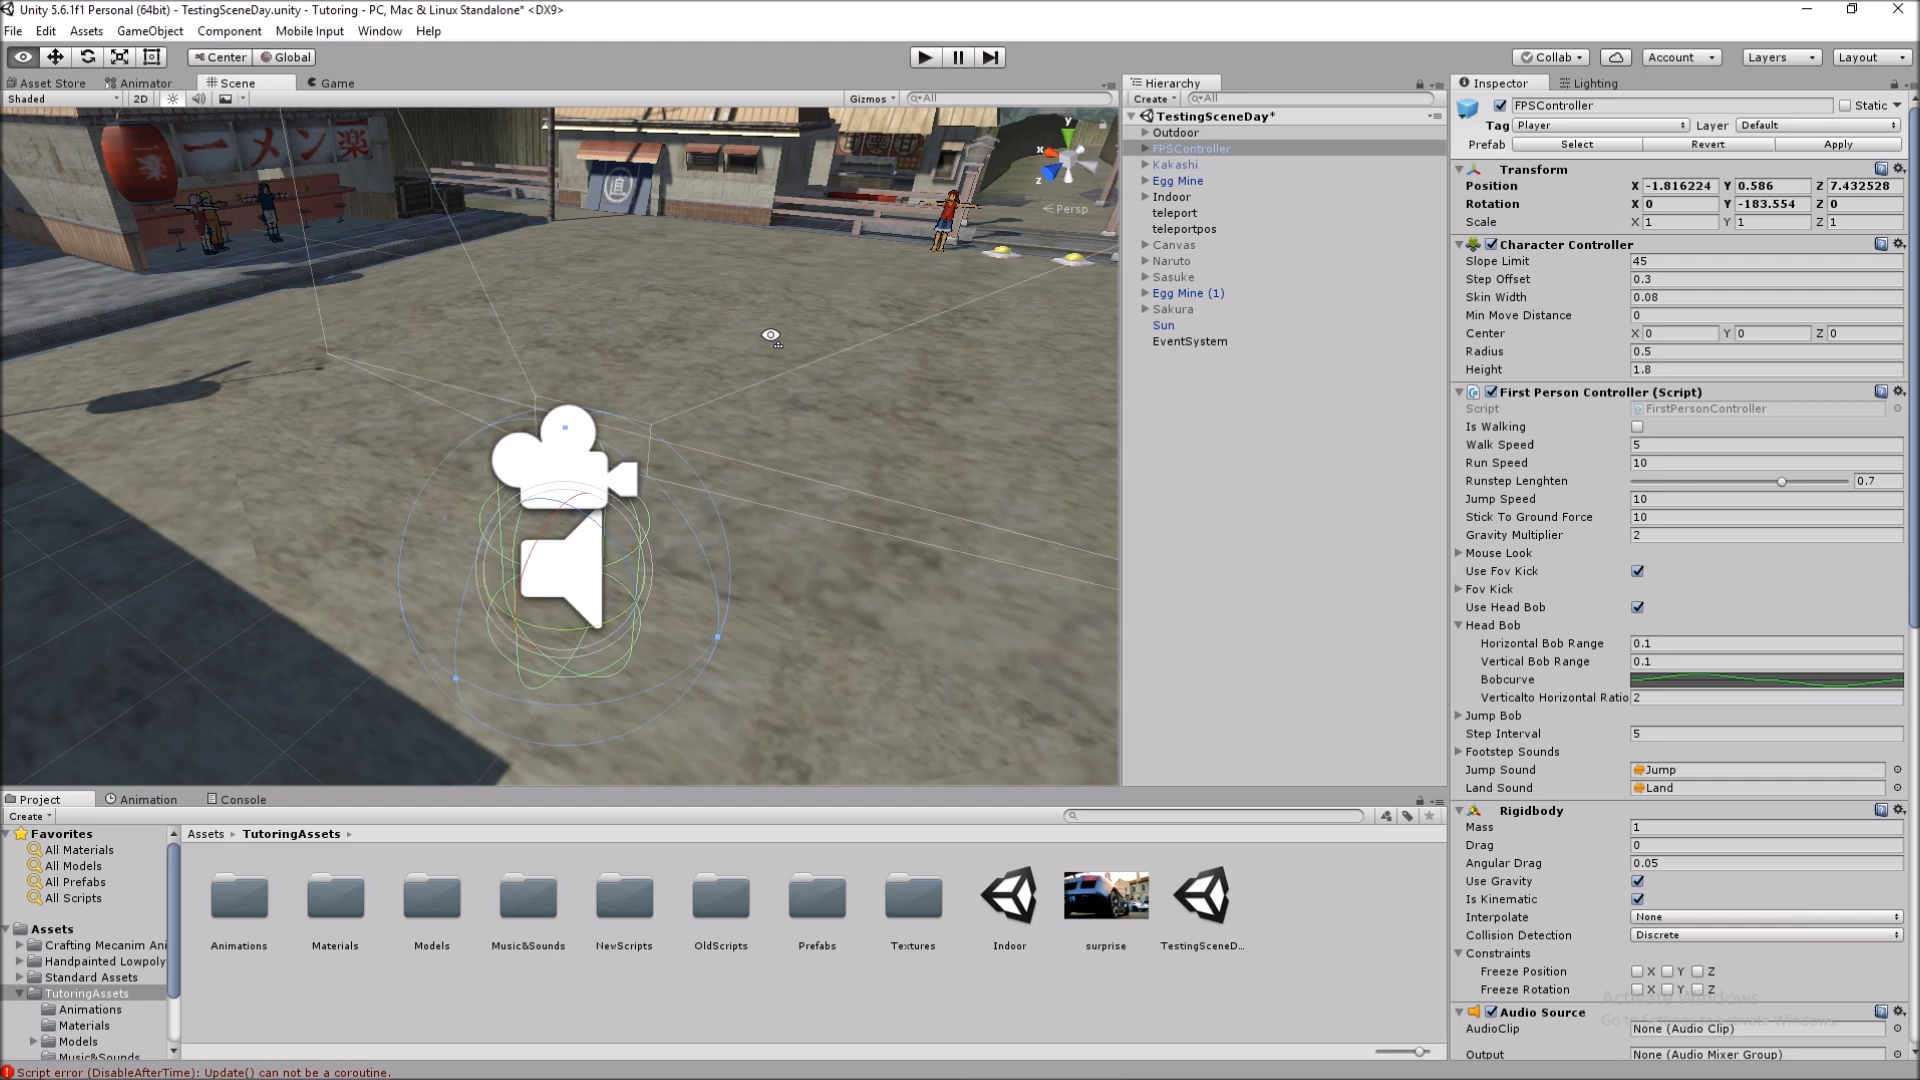 Unity 5.6.1f1 Personal (64bit) - TestingSceneDay.unity - Tutoring - PC, Mac & Linux Standalone* <DX9>
File Edit Assets GameObject Component Mobile Input Window Help
Center Global Collab Account Layers Layout
Asset Store Animator Scene Game
Shaded 2D Gizmos All
一 メン 楽
y
x
z
Persp
Hierarchy
Create All
TestingSceneDay*
Outdoor
FPSController
Kakashi
Egg Mine
Indoor
teleport
teleportpos
Canvas
Naruto
Sasuke
Egg Mine (1)
Sakura
Sun
EventSystem
Inspector Lighting
FPSController Static
Tag Player Layer Default
Prefab Select Revert Apply
Transform
Position X -1.816224 Y 0.586 Z 7.432528
Rotation X 0 Y -183.554 Z 0
Scale X 1 Y 1 Z 1
Character Controller
Slope Limit 45
Step Offset 0.3
Skin Width 0.08
Min Move Distance 0
Center X 0 Y 0 Z 0
Radius 0.5
Height 1.8
First Person Controller (Script)
Script FirstPersonController
Is Walking
Walk Speed 5
Run Speed 10
Runstep Lenghten 0.7
Jump Speed 10
Stick To Ground Force 10
Gravity Multiplier 2
Mouse Look
Use Fov Kick
Fov Kick
Use Head Bob
Head Bob
Horizontal Bob Range 0.1
Vertical Bob Range 0.1
Bobcurve
Verticalto Horizontal Ratio 2
Jump Bob
Step Interval 5
Footstep Sounds
Jump Sound Jump
Land Sound Land
Rigidbody
Mass 1
Drag 0
Angular Drag 0.05
Use Gravity
Is Kinematic
Interpolate None
Collision Detection Discrete
Constraints
Freeze Position X Y Z
Freeze Rotation X Y Z
Activate Windows
Go to Settings to activate Windows.
Audio Source
AudioClip None (Audio Clip)
Output None (Audio Mixer Group)
Project Animation Console
Create
Favorites
All Materials
All Models
All Prefabs
All Scripts
Assets
Crafting Mecanim Ani
Handpainted Lowpoly
Standard Assets
TutoringAssets
Animations
Materials
Models
Music&Sounds
Assets TutoringAssets
Animations Materials Models Music&Sounds NewScripts OldScripts Prefabs Textures Indoor surprise TestingSceneD...
Script error (DisableAfterTime): Update() can not be a coroutine.